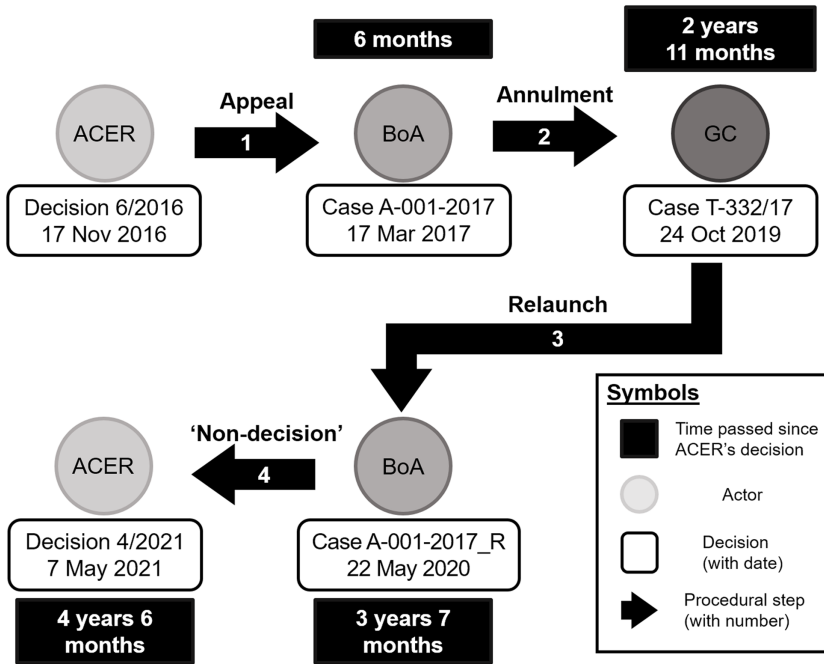 6 months
2 years
11 months
Appeal
Annulment
ACER
1
BoA
2
GC
Decision 6/2016
17 Nov 2016
Case A-001-2017
17 Mar 2017
Case T-332/17
24 Oct 2019
Relaunch
3
'Non-decision'
ACER
4
BoA
Decision 4/2021
7 May 2021
Case A-001-2017_R
22 May 2020
4 years 6
months
3 years 7
months
Symbols
Time passed since
ACER's decision
Actor
Decision
(with date)
Procedural step
(with number)